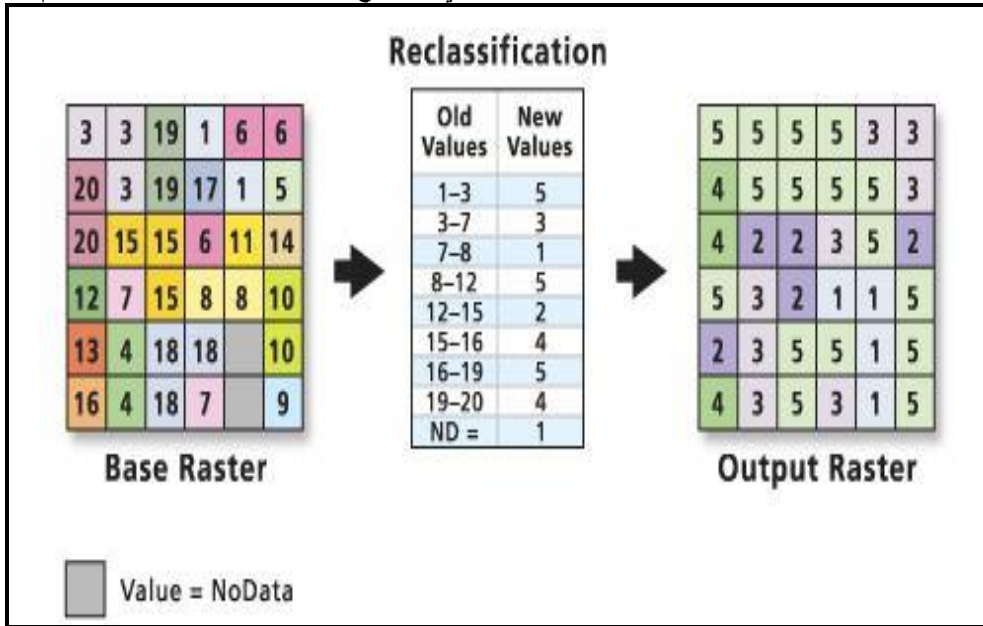 Reclassification
3 3 19 1 6 6
20 3 19 17 1 5
20 15 15 6 11 14
12 7 15 8 8 10
13 4 18 18 10
16 4 18 7 9
Base Raster
Old Values New Values
1–3 5
3–7 3
7–8 1
8–12 5
12–15 2
15–16 4
16–19 5
19–20 4
ND = 1
5 5 5 5 3 3
4 5 5 5 5 3
4 2 2 3 5 2
5 3 2 1 1 5
2 3 5 5 1 5
4 3 5 3 1 5
Output Raster
Value = NoData